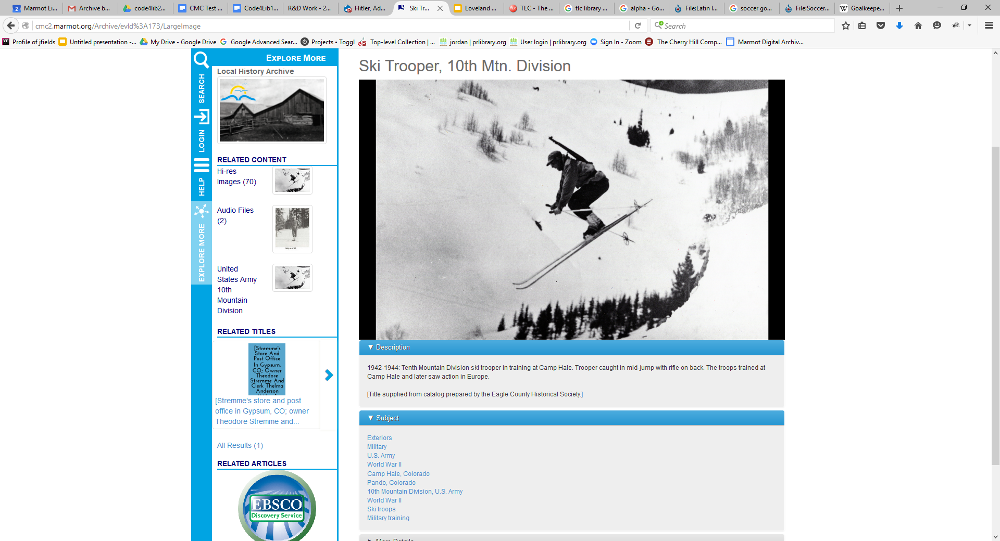 Marmot Li...
Archive b...
code4lib2...
CMC Test ...
Code4Lib1...
R&D Work - 2...
Hitler, Ad...
Ski Tr...
Loveland ...
TLC - The ...
tlc library ...
alpha - Go...
File:Latin l...
soccer go...
File:Soccer...
Goalkeepe...
cmc2.marmot.org/Archive/evld%3A173/LargeImage
Search
Profile of jfields
Untitled presentation -...
My Drive - Google Drive
Google Advanced Sear...
Projects • Toggl
Top-level Collection | ...
jordan | prlibrary.org
User login | prlibrary.org
Sign In - Zoom
The Cherry Hill Comp...
Marmot Digital Archiv...
SEARCH
LOGIN
HELP
EXPLORE MORE
EXPLORE MORE
Local History Archive
RELATED CONTENT
Hi-res
Images (70)
Audio Files
(2)
United
States Army
10th
Mountain
Division
RELATED TITLES
[Stremme's
Store And
Post Office
In Gypsum,
CO; Owner
Theodore
Stremme And
Clerk Thelma
Anderson
[Stremme's store and post
office in Gypsum, CO; owner
Theodore Stremme and...
All Results (1)
RELATED ARTICLES
EBSCO
Discovery Service
Ski Trooper, 10th Mtn. Division
▼ Description
1942-1944: Tenth Mountain Division ski trooper in training at Camp Hale. Trooper caught in mid-jump with rifle on back. The troops trained at
Camp Hale and later saw action in Europe.
[Title supplied from catalog prepared by the Eagle County Historical Society.]
▼ Subject
Exteriors
Military
U.S. Army
World War II
Camp Hale, Colorado
Pando, Colorado
10th Mountain Division, U.S. Army
World War II
Ski troops
Military training
More Details